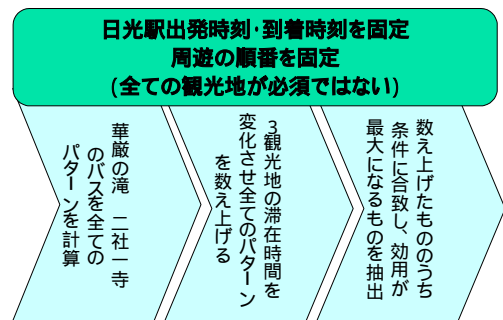 日光駅出発時刻･到着時刻を固定
周遊の順番を固定
(全ての観光地が必須ではない)
華厳の滝　二社一寺
のバスを全ての
パターンを計算
3観光地の滞在時間を
変化させ全てのパターン
を数え上げる
数え上げたもののうち
条件に合致し、効用が
最大になるものを抽出